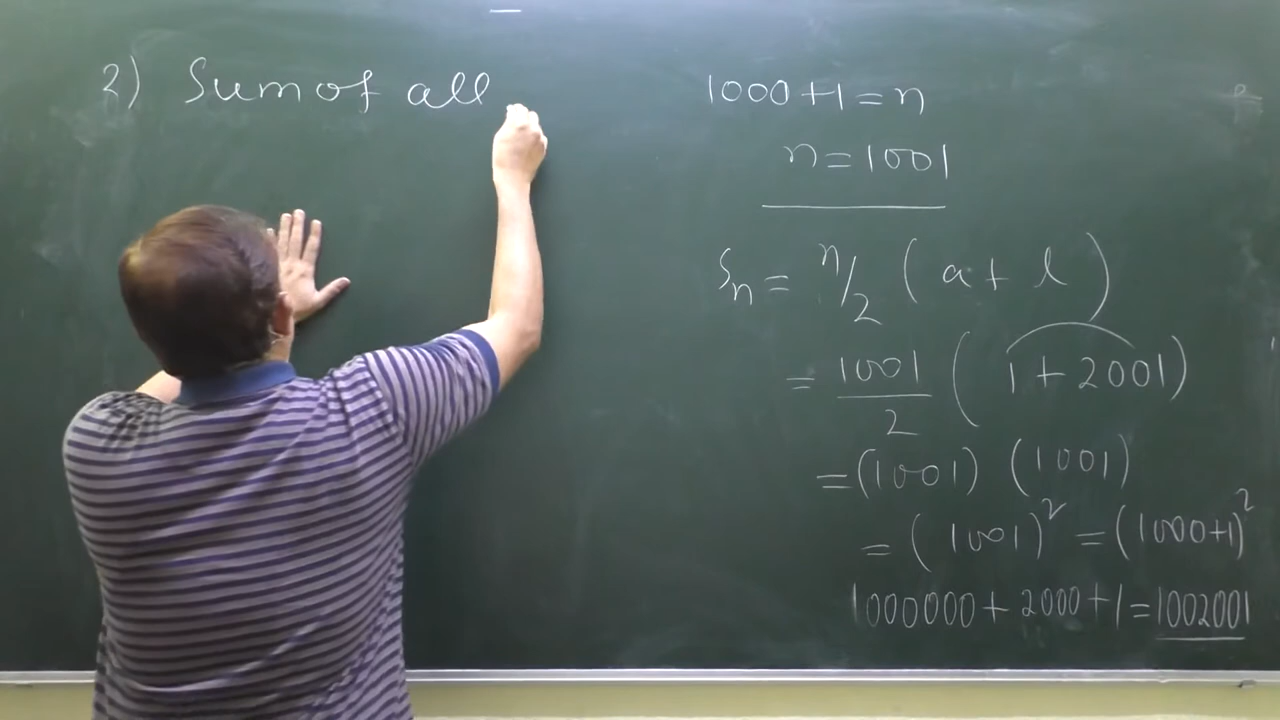 2) Sum of all
1000+1=n
n=1001
Sn = n/2 (a + l)
= 1001/2 (1+2001)
=(1001) (1001)
= (1001)² =(1000+1)²
1000000+2000+1=1002001